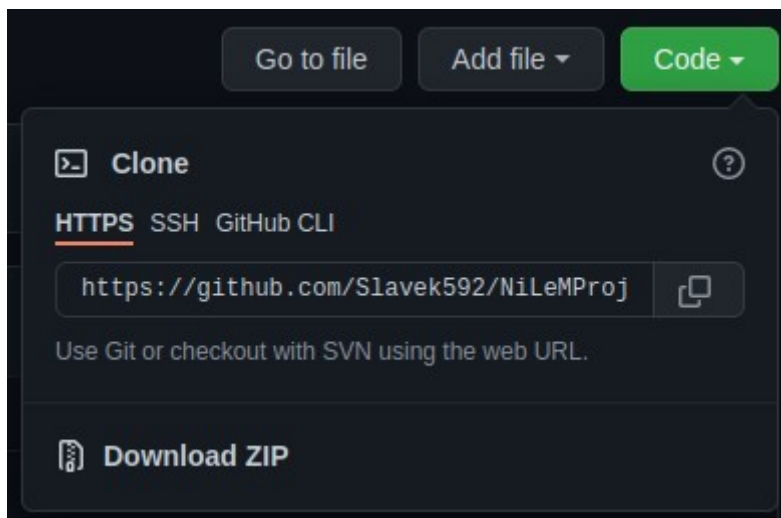 Go to file Add file Code
Clone
HTTPS SSH GitHub CLI
https://github.com/Slavek592/NiLeMProj
Use Git or checkout with SVN using the web URL.
Download ZIP